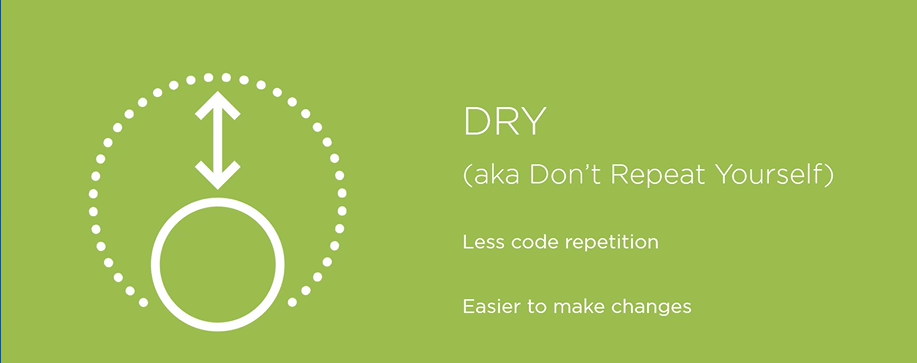 DRY
(aka Don’t Repeat Yourself)
Less code repetition
Easier to make changes